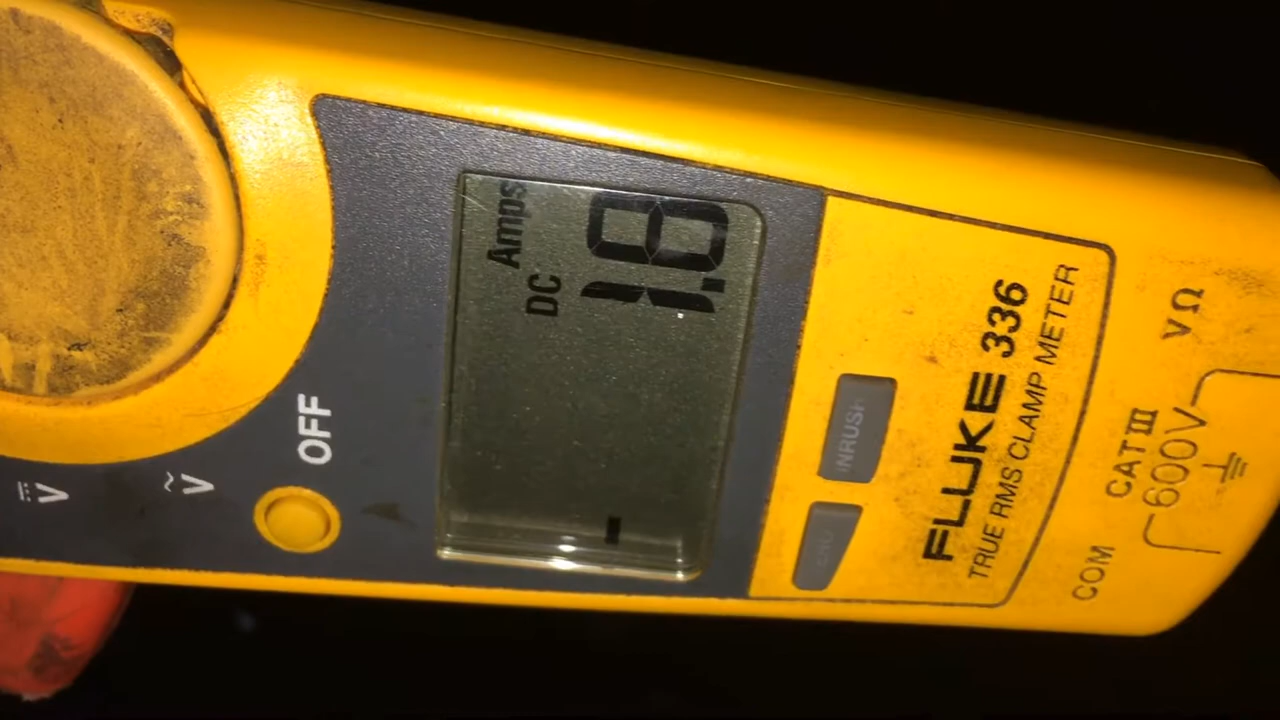 Amps
DC
- 1.8
OFF
V
V
INRUSH
FLUKE 336
TRUE RMS CLAMP METER
CAT III
600V
COM
VΩ